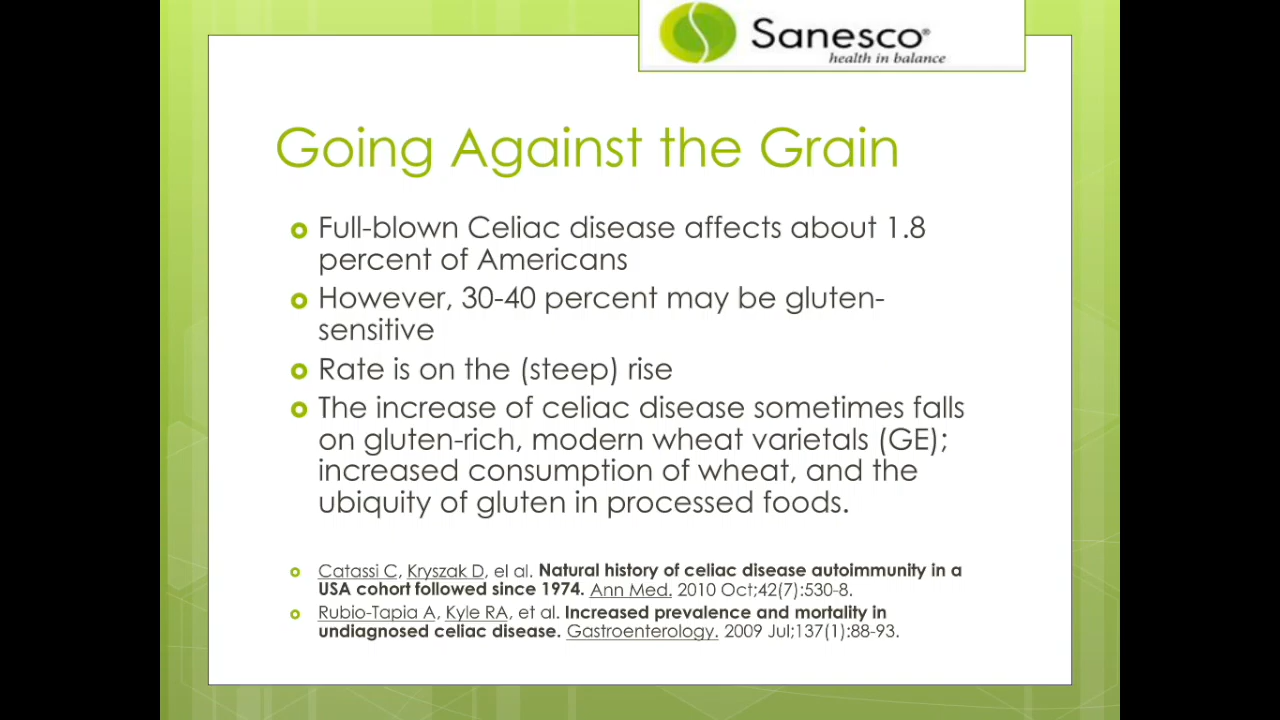 Sanesco®
health in balance
Going Against the Grain
Full-blown Celiac disease affects about 1.8
percent of Americans
However, 30-40 percent may be gluten-
sensitive
Rate is on the (steep) rise
The increase of celiac disease sometimes falls
on gluten-rich, modern wheat varietals (GE);
increased consumption of wheat, and the
ubiquity of gluten in processed foods.
Catassi C, Kryszak D, el al. Natural history of celiac disease autoimmunity in a
USA cohort followed since 1974. Ann Med. 2010 Oct;42(7):530-8.
Rubio-Tapia A, Kyle RA, et al. Increased prevalence and mortality in
undiagnosed celiac disease. Gastroenterology. 2009 Jul;137(1):88-93.